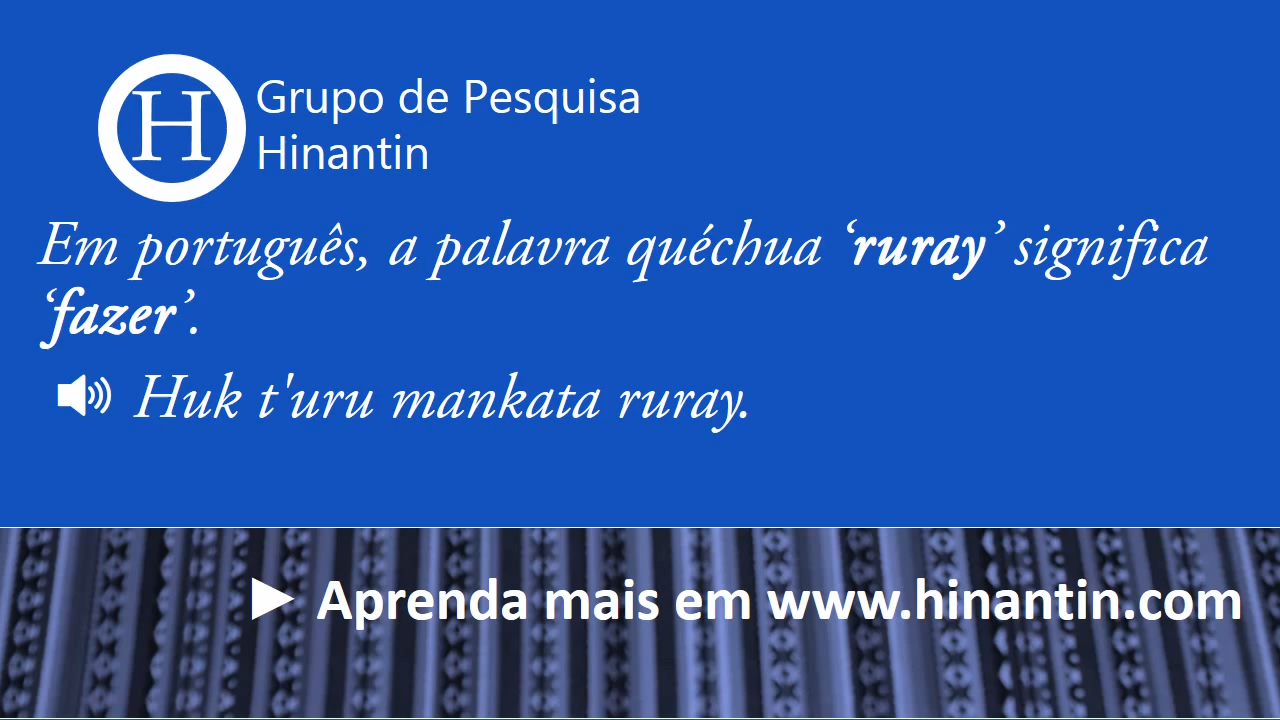 H
Grupo de Pesquisa
Hinantin
Em português, a palavra quéchua ‘ruray’ significa
‘fazer’.
Huk t'uru mankata ruray.
► Aprenda mais em www.hinantin.com